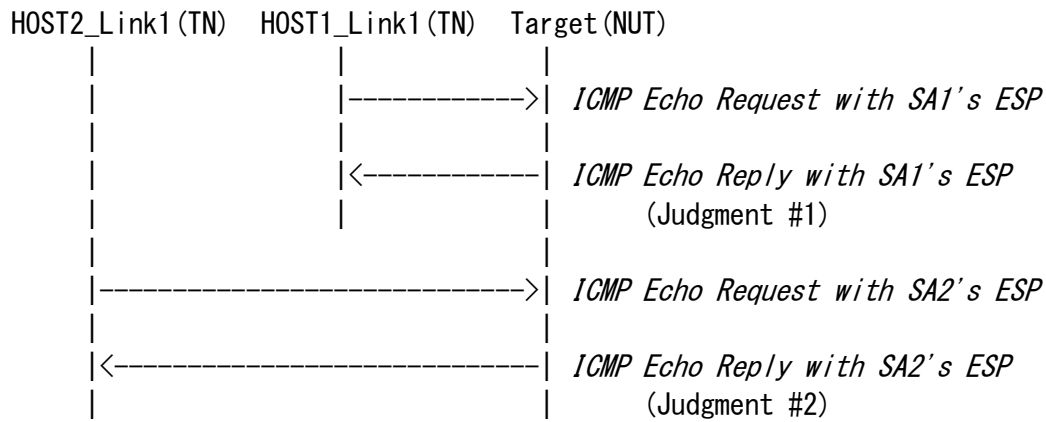 HOST2_Link1(TN) HOST1_Link1(TN) Target(NUT)
ICMP Echo Request with SA1's ESP
ICMP Echo Reply with SA1's ESP
(Judgment #1)
ICMP Echo Request with SA2's ESP
ICMP Echo Reply with SA2's ESP
(Judgment #2)